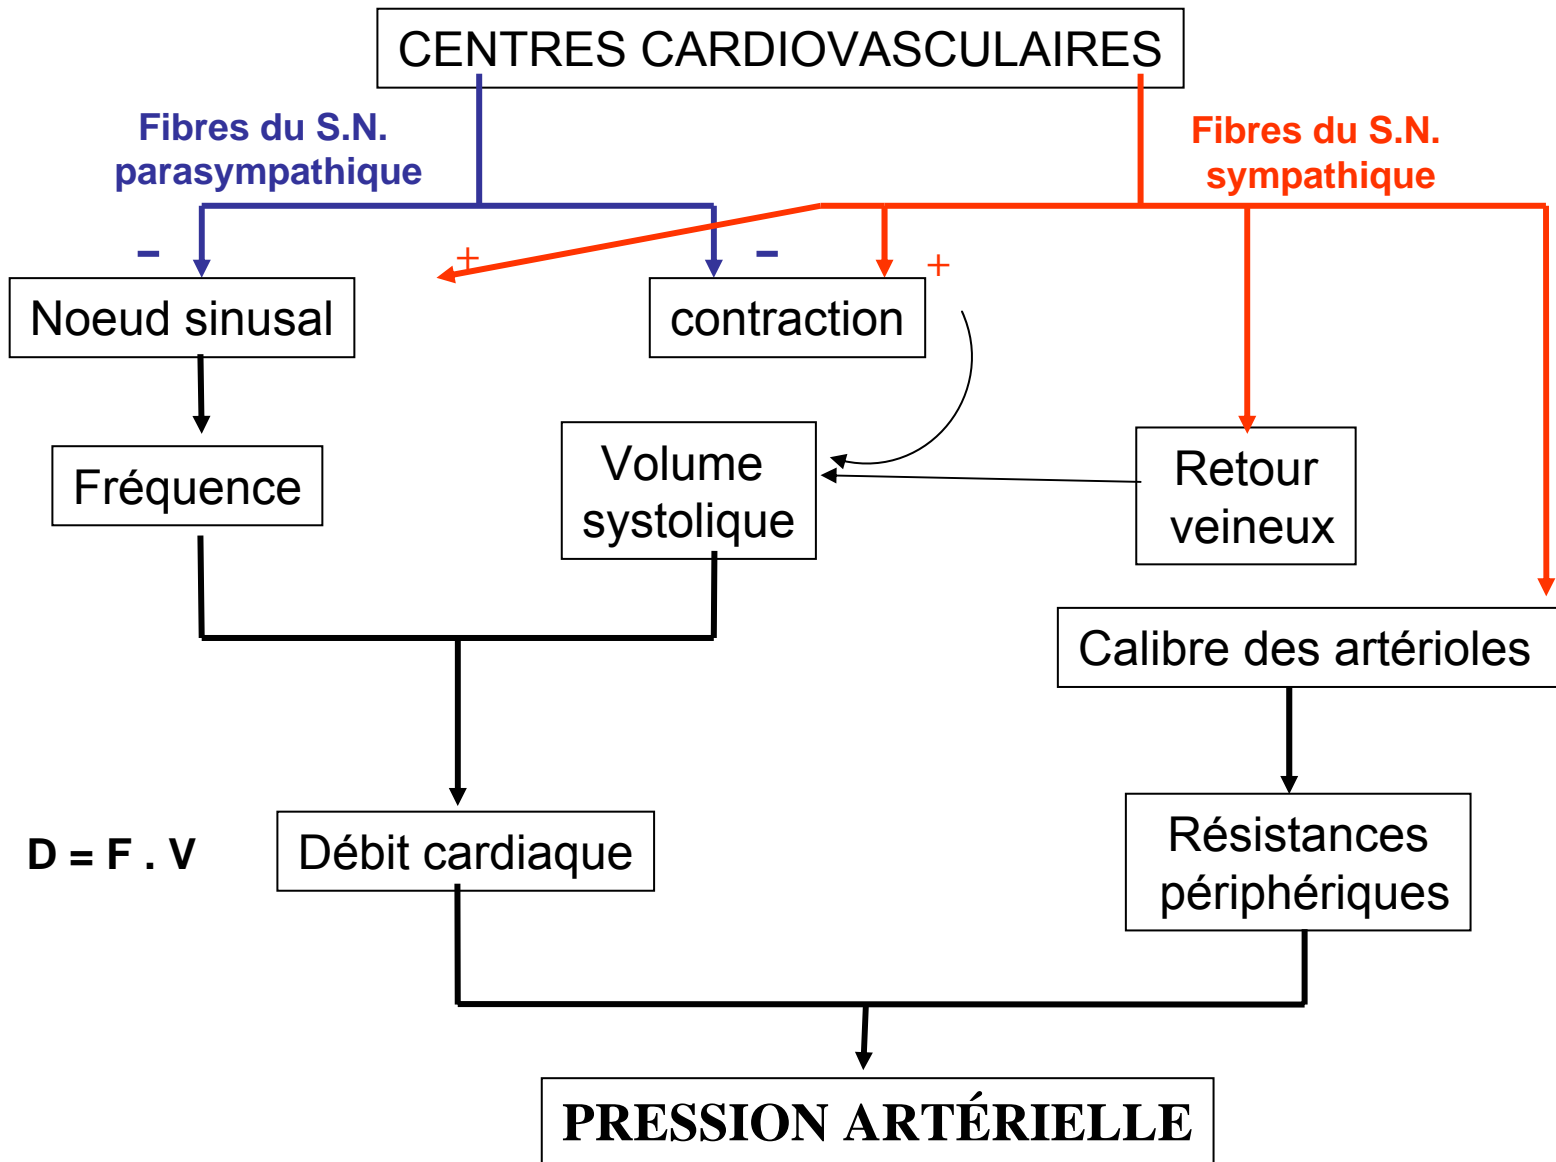 CENTRES CARDIOVASCULAIRES
Fibres du S.N.
parasympathique
Fibres du S.N.
sympathique
-
+
-
+
Noeud sinusal
contraction
Fréquence
Volume
systolique
Retour
veineux
Calibre des artérioles
D = F . V
Débit cardiaque
Résistances
périphériques
PRESSION ARTÉRIELLE